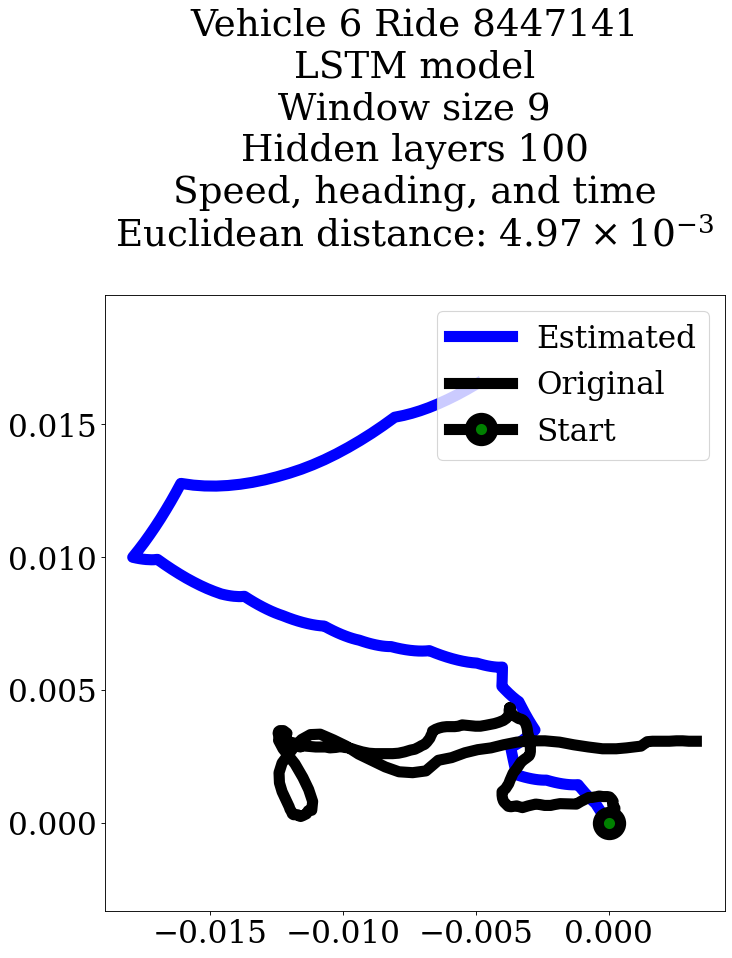 Vehicle 6 Ride 8447141
LSTM model
Window size 9
Hidden layers 100
Speed, heading, and time
Euclidean distance: 4.97 × 10⁻³
Estimated
Original
Start
0.015
0.010
0.005
0.000
−0.015 −0.010 −0.005 0.000